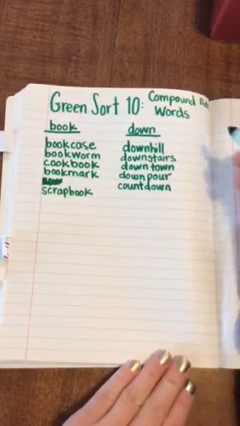 Green Sort 10: Compound
Words
book down
bookcase downhill
bookworm downstairs
cookbook downtown
bookmark downpour
scrapbook countdown